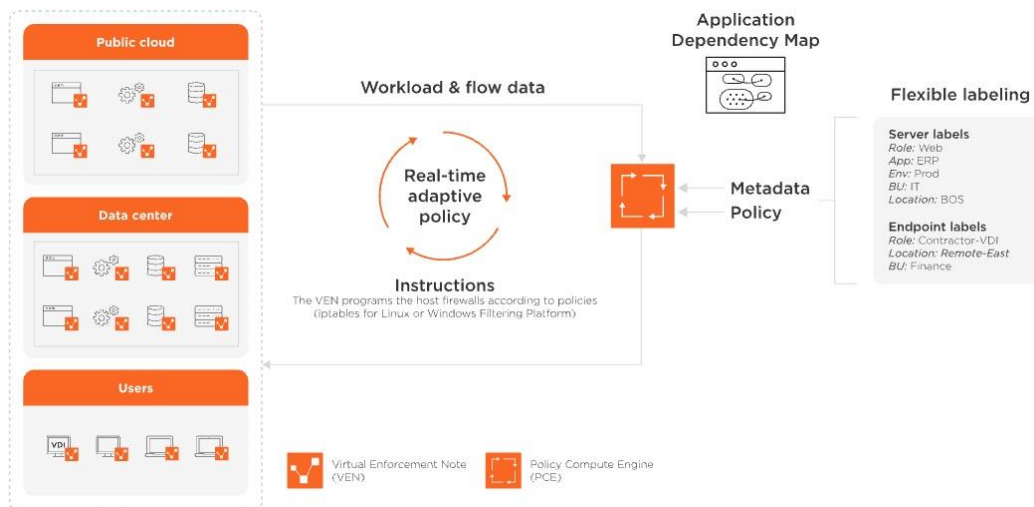 Public cloud
Data center
Users
VDI
Workload & flow data
Real-time
adaptive
policy
Instructions
The VEN programs the host firewalls according to policies
(iptables for Linux or Windows Filtering Platform)
Application
Dependency Map
Metadata
Policy
Flexible labeling
Server labels
Role: Web
App: ERP
Env: Prod
BU: IT
Location: BOS
Endpoint labels
Role: Contractor-VDI
Location: Remote-East
BU: Finance
Virtual Enforcement Note
(VEN)
Policy Compute Engine
(PCE)